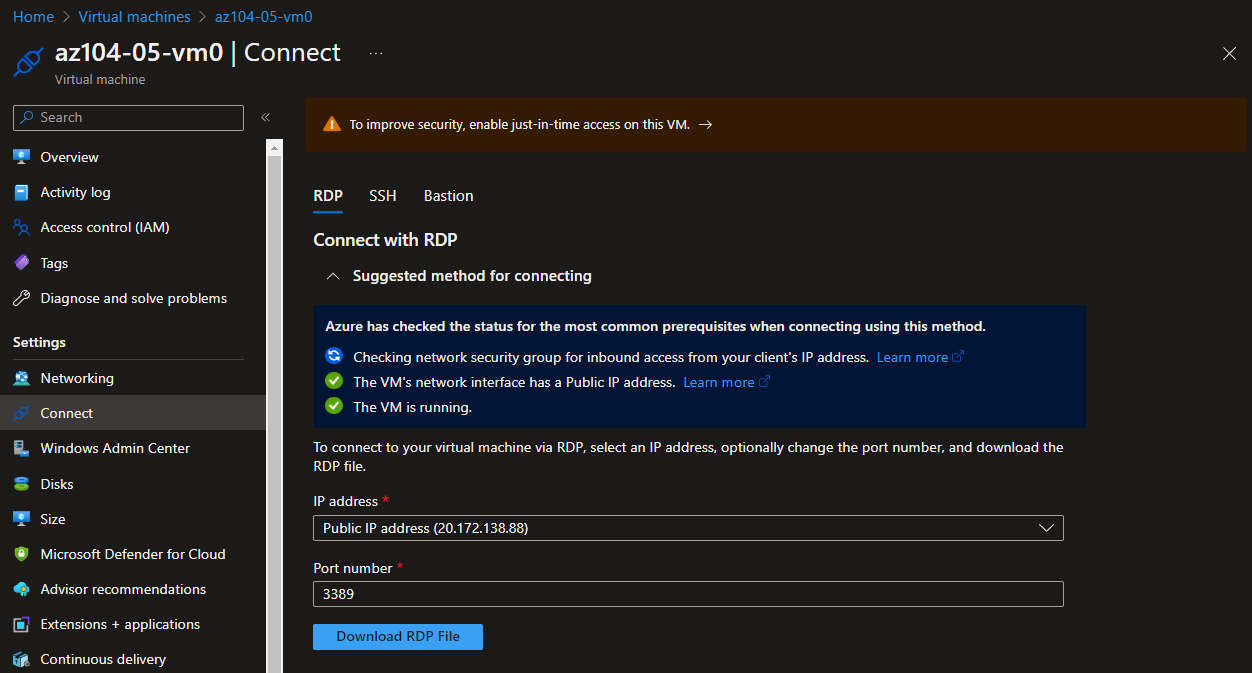 Home > Virtual machines > az104-05-vm0
az104-05-vm0 | Connect ...
Virtual machine
Search
«
Overview
Activity log
Access control (IAM)
Tags
Diagnose and solve problems
Settings
Networking
Connect
Windows Admin Center
Disks
Size
Microsoft Defender for Cloud
Advisor recommendations
Extensions + applications
Continuous delivery
To improve security, enable just-in-time access on this VM. →
RDP SSH Bastion
Connect with RDP
Suggested method for connecting
Azure has checked the status for the most common prerequisites when connecting using this method.
Checking network security group for inbound access from your client's IP address. Learn more
The VM's network interface has a Public IP address. Learn more
The VM is running.
To connect to your virtual machine via RDP, select an IP address, optionally change the port number, and download the
RDP file.
IP address *
Public IP address (20.172.138.88)
Port number *
3389
Download RDP File